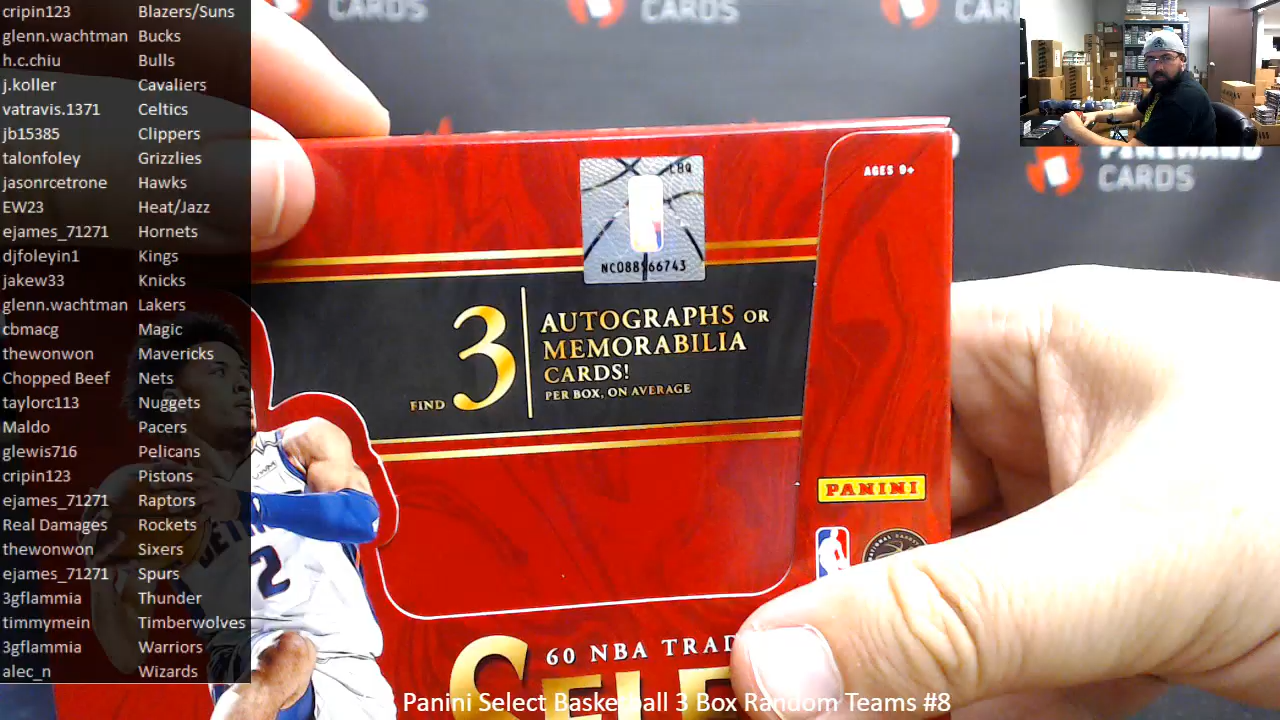 cripin123 Blazers/Suns
glenn.wachtman Bucks
h.c.chiu Bulls
j.koller Cavaliers
vatravis.1371 Celtics
jb15385 Clippers
talonfoley Grizzlies
jasonrcetrone Hawks
EW23 Heat/Jazz
ejames_71271 Hornets
djfoleyin1 Kings
jakew33 Knicks
glenn.wachtman Lakers
cbmacg Magic
thewonwon Mavericks
Chopped Beef Nets
taylorc113 Nuggets
Maldo Pacers
glewis716 Pelicans
cripin123 Pistons
ejames_71271 Raptors
Real Damages Rockets
thewonwon Sixers
ejames_71271 Spurs
3gflammia Thunder
timmymein Timberwolves
3gflammia Warriors
alec_n Wizards
CARDS
CARDS
CARDS
CARDS
LBQ
AGES 9+
FIND 3 AUTOGRAPHS OR
MEMORABILIA
CARDS!
PER BOX, ON AVERAGE
PANINI
2
60 NBA TRAD
SELE
Panini Select Basketball 3 Box Random Teams #8